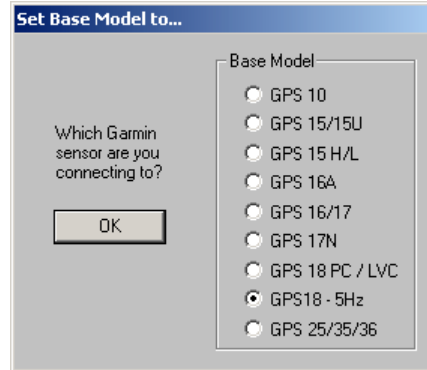 Set Base Model to...
Which Garmin
sensor are you
connecting to?
OK
Base Model
GPS 10
GPS 15/15U
GPS 15 H/L
GPS 16A
GPS 16/17
GPS 17N
GPS 18 PC / LVC
GPS18 - 5Hz
GPS 25/35/36